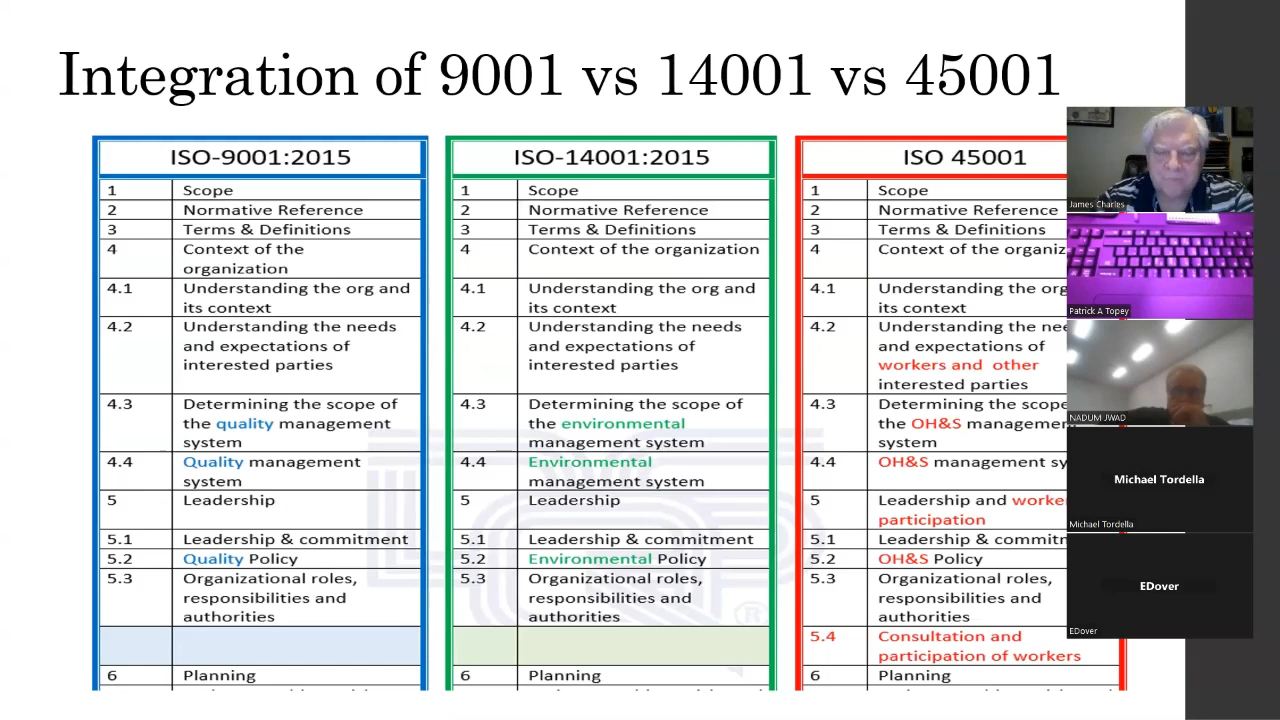 Integration of 9001 vs 14001 vs 45001
ISO-9001:2015
1 Scope
2 Normative Reference
3 Terms & Definitions
4 Context of the
organization
4.1 Understanding the org and
its context
4.2 Understanding the needs
and expectations of
interested parties
4.3 Determining the scope of
the quality management
system
4.4 Quality management
system
5 Leadership
5.1 Leadership & commitment
5.2 Quality Policy
5.3 Organizational roles,
responsibilities and
authorities
6 Planning
ISO-14001:2015
1 Scope
2 Normative Reference
3 Terms & Definitions
4 Context of the organization
4.1 Understanding the org and
its context
4.2 Understanding the needs
and expectations of
interested parties
4.3 Determining the scope of
the environmental
management system
4.4 Environmental
management system
5 Leadership
5.1 Leadership & commitment
5.2 Environmental Policy
5.3 Organizational roles,
responsibilities and
authorities
6 Planning
ISO 45001
1 Scope
2 Normative Reference
3 Terms & Definitions
4 Context of the
4.1 Understanding the
its context
4.2 Understanding the
and expectations of
workers and other
interested parties
4.3 Determining the scope
the OH&S
system
4.4 OH&S management
5 Leadership and
participation
5.1 Leadership &
5.2 OH&S Policy
5.3 Organizational roles,
responsibilities and
authorities
5.4 Consultation and
participation of workers
6 Planning
James Charles
Patrick A Topey
NADUM JWAD
Michael Tordella
Michael Tordella
EDover
EDover